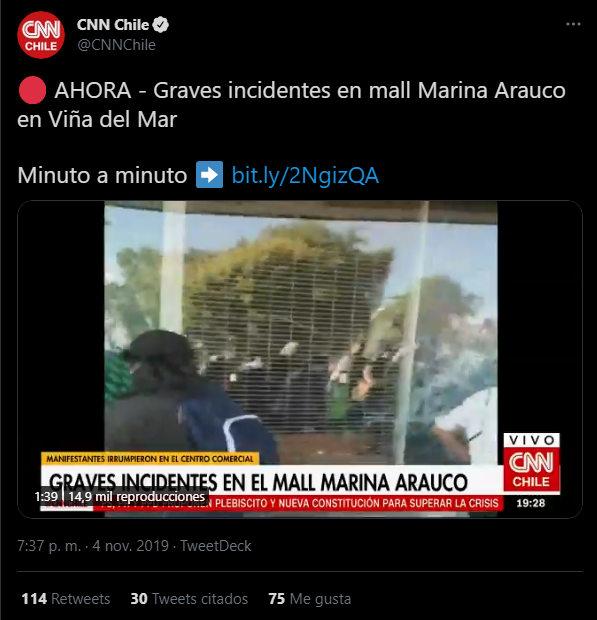 CNN Chile
@CNNChile
AHORA - Graves incidentes en mall Marina Arauco
en Viña del Mar
Minuto a minuto ➡ bit.ly/2NgizQA
MANIFESTANTES IRRUMPIERON EN EL CENTRO COMERCIAL
GRAVES INCIDENTES EN EL MALL MARINA ARAUCO
1:39 | 14,9 mil reproducciones
PLEBISCITO Y NUEVA CONSTITUCIÓN PARA SUPERAR LA CRISIS
VIVO
CNN
CHILE
19:28
7:37 p. m. · 4 nov. 2019 · TweetDeck
114 Retweets 30 Tweets citados 75 Me gusta